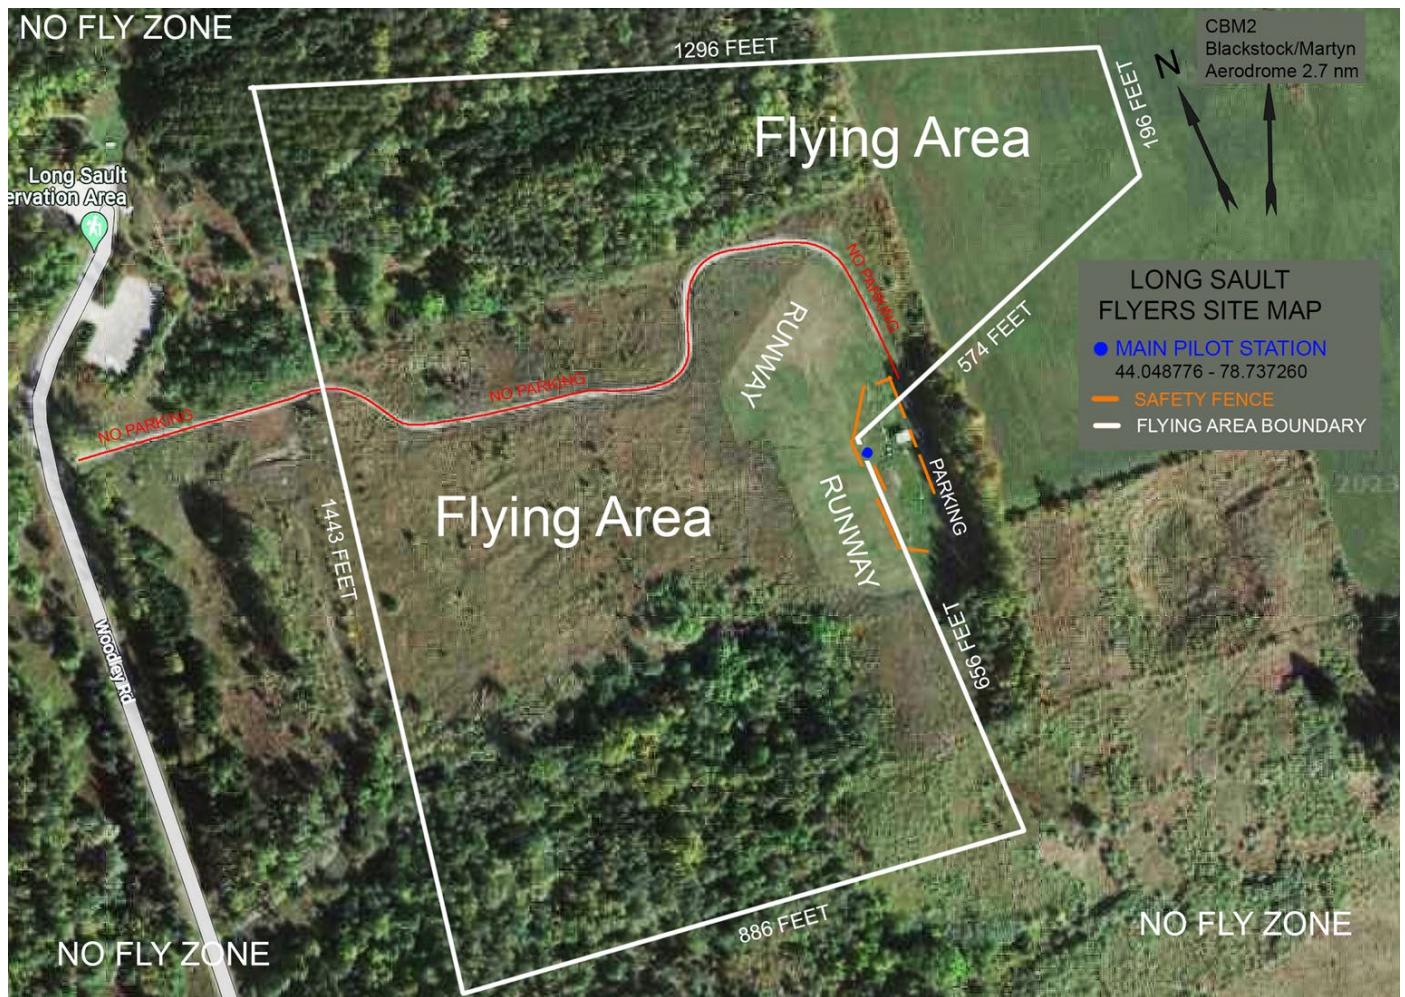 NO FLY ZONE
1296 FEET
CBM2
Blackstock/Martyn
Aerodrome 2.7 nm
N
196 FEET
Flying Area
Long Sault
ervation Area
NO PARKING
LONG SAULT
FLYERS SITE MAP
MAIN PILOT STATION
44.048776 - 78.737260
SAFETY FENCE
FLYING AREA BOUNDARY
RUNWAY
574 FEET
NO PARKING
NO PARKING
PARKING
Flying Area
RUNWAY
1443 FEET
656 FEET
Woodley Rd
886 FEET
NO FLY ZONE
NO FLY ZONE